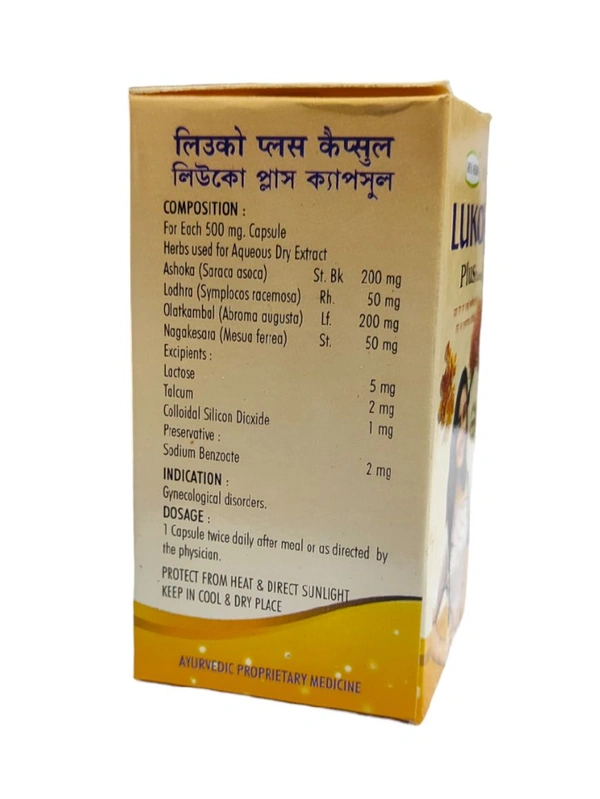 लिउको प्लस कैप्सुल
লিউকো প্লাস ক্যাপসুল
COMPOSITION :
For Each 500 mg. Capsule
Herbs used for Aqueous Dry Extract
Ashoka (Saraca asoca) St. Bk 200 mg
Lodhra (Symplocos racemosa) Rh. 50 mg
Olatkambal (Abroma augusta) Lf. 200 mg
Nagakesara (Mesua ferrea) St. 50 mg
Excipients :
Lactose 5 mg
Talcum 2 mg
Colloidal Silicon Dioxide 1 mg
Preservative :
Sodium Benzocte 2 mg
INDICATION :
Gynecological disorders.
DOSAGE :
1 Capsule twice daily after meal or as directed by
the physician.
PROTECT FROM HEAT & DIRECT SUNLIGHT
KEEP IN COOL & DRY PLACE
AYURVEDIC PROPRIETARY MEDICINE
LUKO
Plus